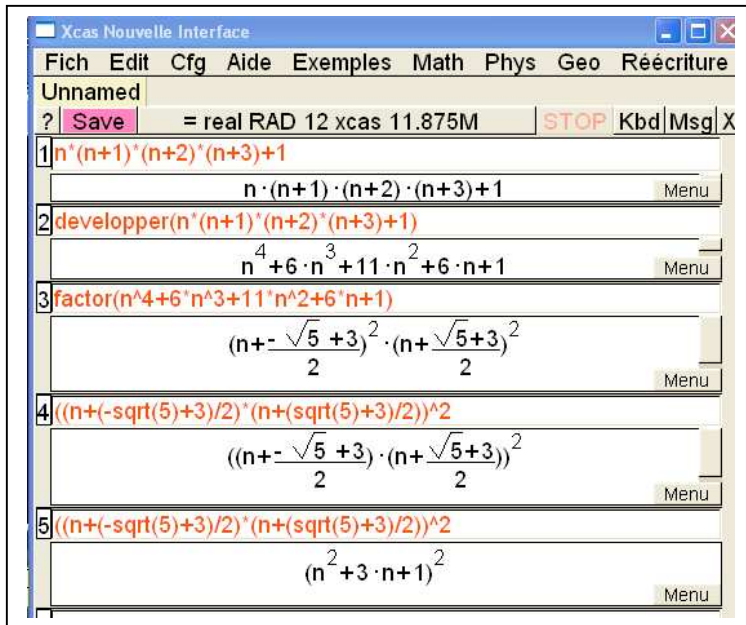 Xcas Nouvelle Interface
Fich Edit Cfg Aide Exemples Math Phys Geo Réécriture
Unnamed
? Save = real RAD 12 xcas 11.875M STOP Kbd Msg X
1 n*(n+1)*(n+2)*(n+3)+1
n·(n+1)·(n+2)·(n+3)+1 Menu
2 developper(n*(n+1)*(n+2)*(n+3)+1)
n^4+6·n^3+11·n^2+6·n+1 Menu
3 factor(n^4+6*n^3+11*n^2+6*n+1)
(n+(-√5+3)/2)^2·(n+(√5+3)/2)^2
Menu
4 ((n+(-sqrt(5)+3)/2)*(n+(sqrt(5)+3)/2))^2
((n+(-√5+3)/2)·(n+(√5+3)/2))^2
Menu
5 ((n+(-sqrt(5)+3)/2)*(n+(sqrt(5)+3)/2))^2
(n^2+3·n+1)^2
Menu